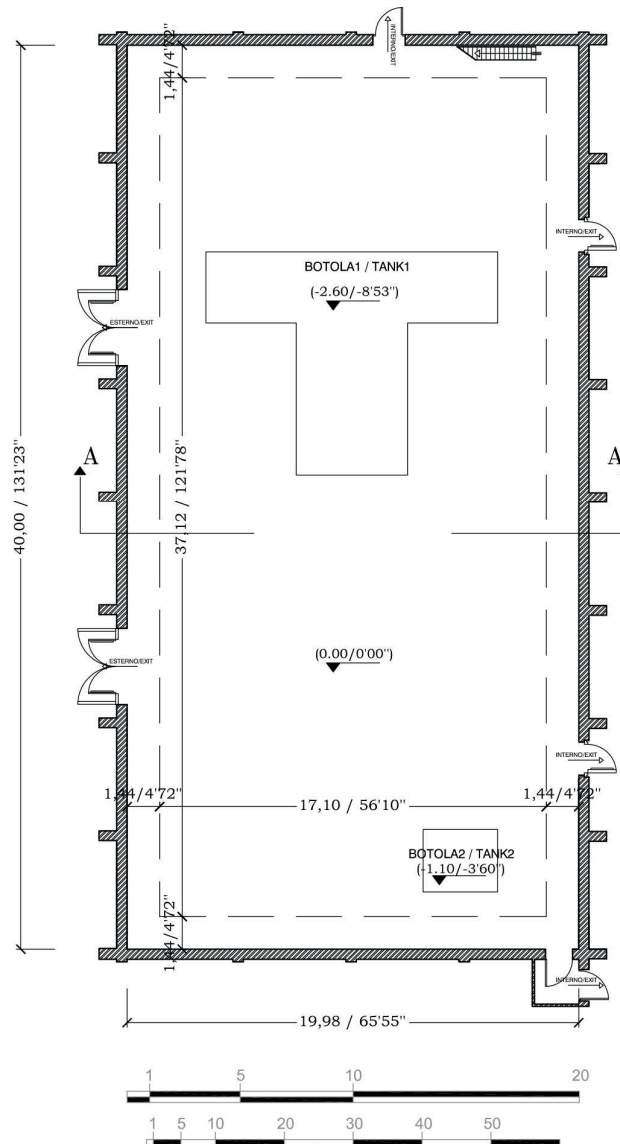 INTERNO/EXIT
1,44/4'72"
INTERNO/EXIT
BOTOLA1 / TANK1
(-2.60/-8'53")
ESTERNO/EXIT
A
A
40,00 / 131'23"
37,12 / 121'78"
ESTERNO/EXIT
(0.00/0'00")
INTERNO/EXIT
1,44/4'72"
17,10 / 56'10"
1,44/4'72"
BOTOLA2 / TANK2
(-1.10/-3'60")
1,44/4'72"
INTERNO/EXIT
19,98 / 65'55"
1 5 10 20
1 5 10 20 30 40 50